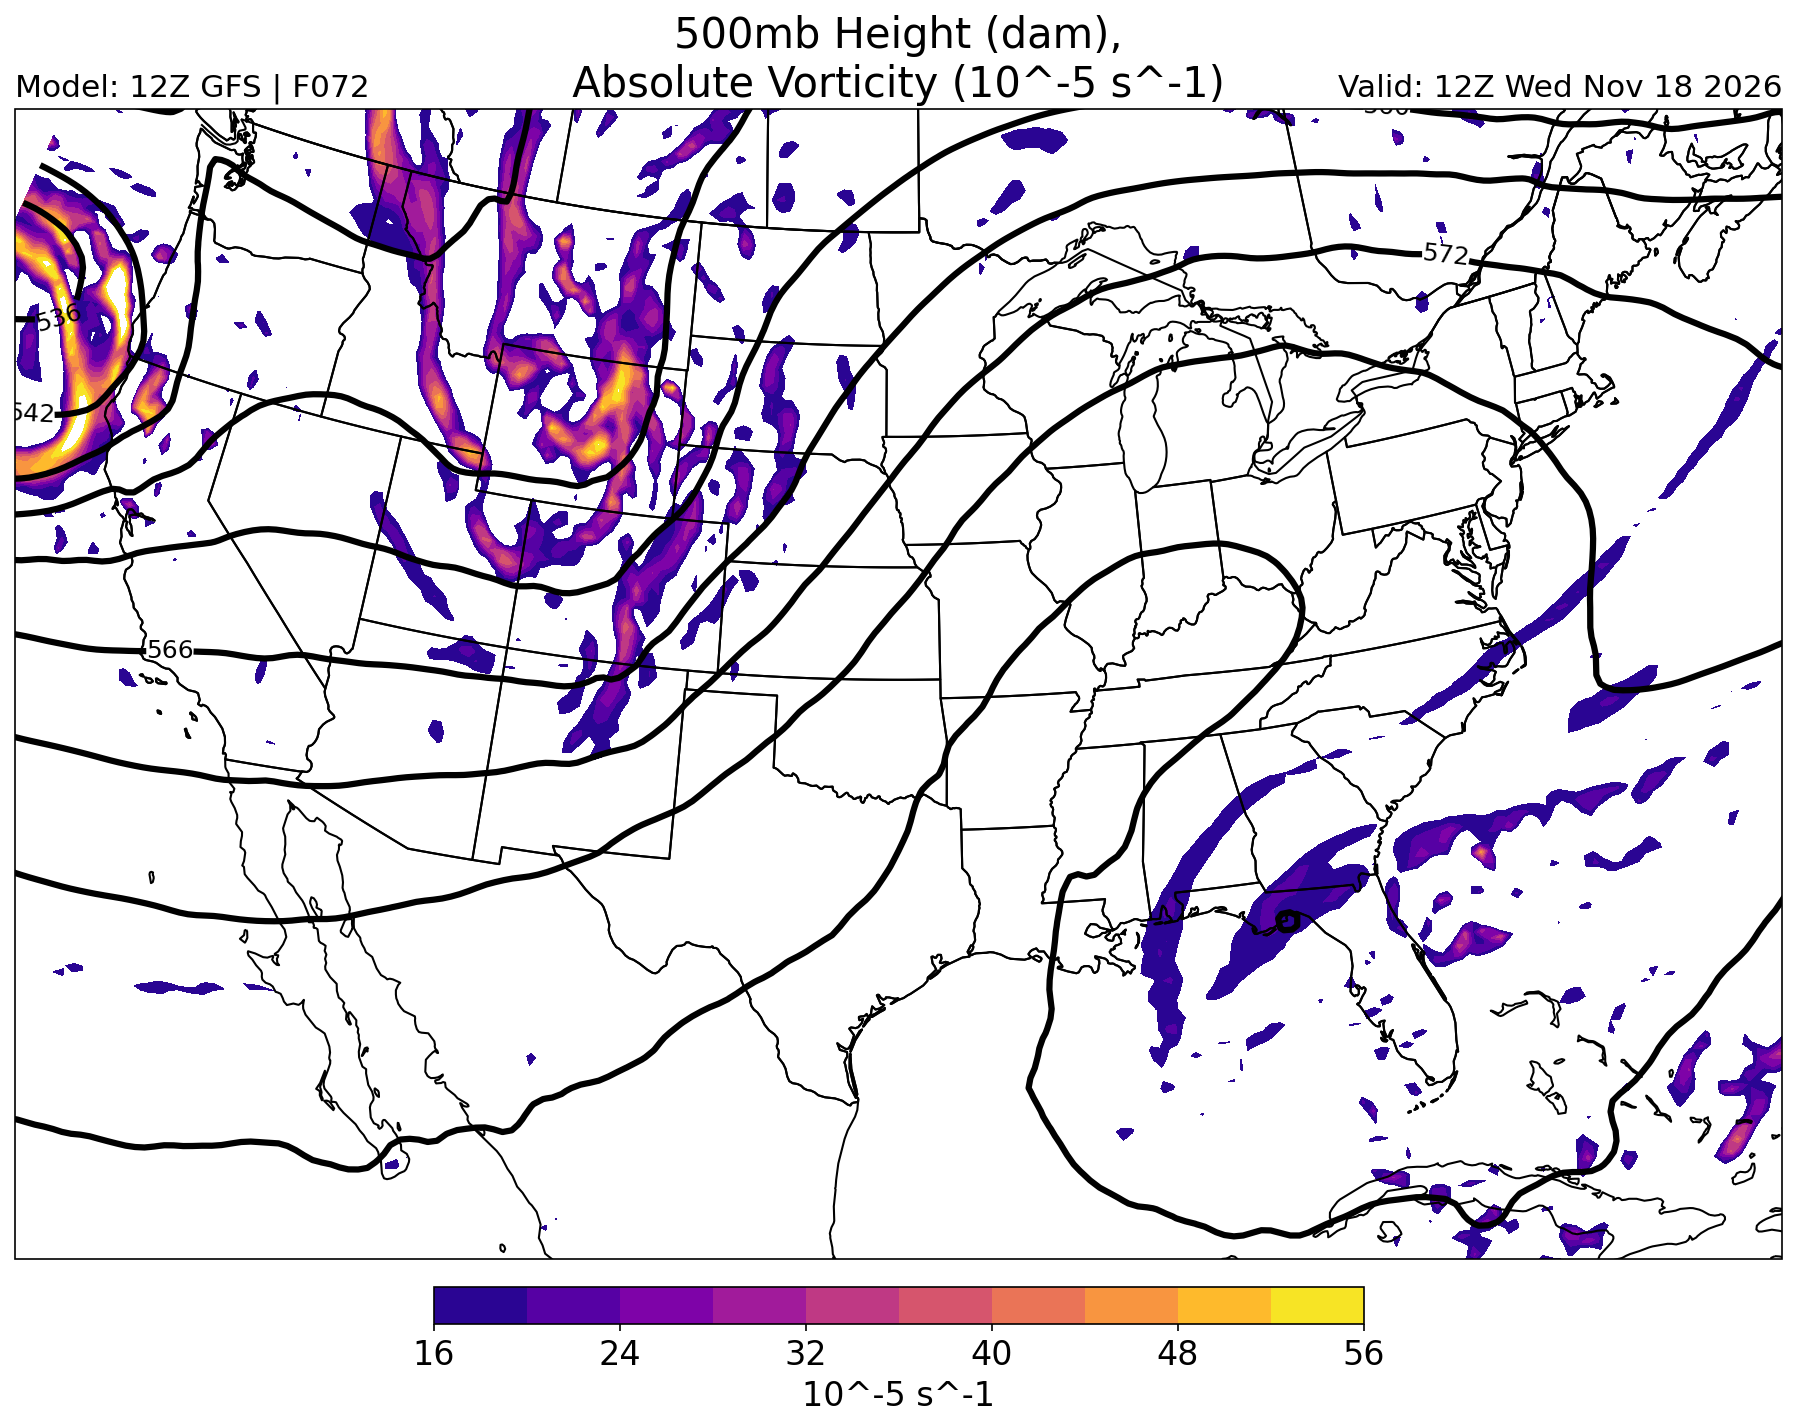 500mb Height (dam),
Model: 12Z GFS | F072
Absolute Vorticity (10^-5 s^-1)
Valid: 12Z Wed Nov 18 2026
572
536
542
566
16 24 32 40 48 56
10^-5 s^-1